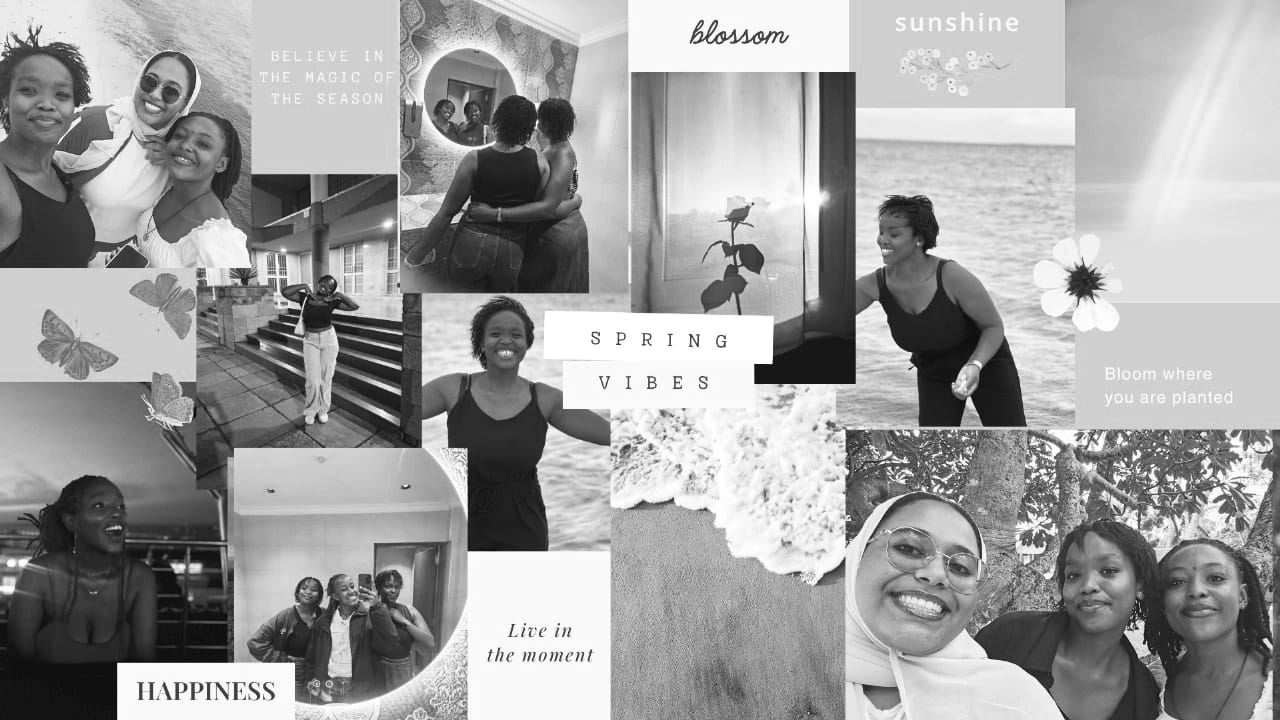 BELIEVE IN
THE MAGIC OF
THE SEASON
blossom
sunshine
SPRING
VIBES
Bloom where
you are planted
Live in
the moment
HAPPINESS